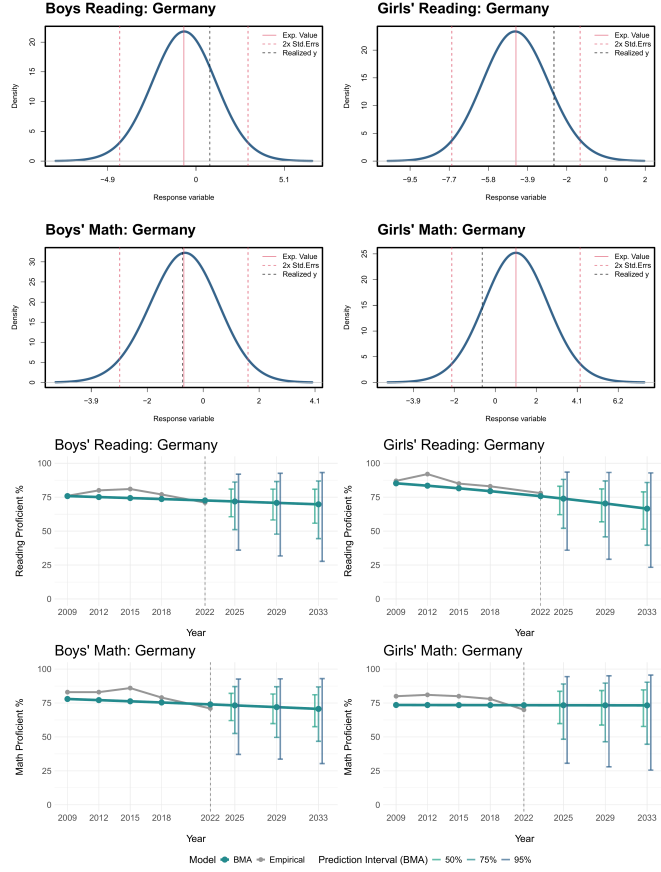 Boys Reading: Germany
Exp. Value
2x Std.Errs
Realized y
Density
0
5
10
15
20
−4.9
0
5.1
Response variable
Girls' Reading: Germany
Exp. Value
2x Std.Errs
Realized y
Density
0
5
10
15
20
−9.5
−7.7
−5.8
−3.9
−2
0
2
Response variable
Boys' Math: Germany
Exp. Value
2x Std.Errs
Realized y
Density
0
5
10
15
20
25
30
−3.9
−2
0
2
4.1
Response variable
Girls' Math: Germany
Exp. Value
2x Std.Errs
Realized y
Density
0
5
10
15
20
25
−3.9
−2
0
2
4.1
6.2
Response variable
Boys' Reading: Germany
Reading Proficient %
100
75
50
25
0
2009 2012 2015 2018 2022 2025 2029 2033
Year
Girls' Reading: Germany
Reading Proficient %
100
75
50
25
0
2009 2012 2015 2018 2022 2025 2029 2033
Year
Boys' Math: Germany
Math Proficient %
100
75
50
25
0
2009 2012 2015 2018 2022 2025 2029 2033
Year
Girls' Math: Germany
Math Proficient %
100
75
50
25
0
2009 2012 2015 2018 2022 2025 2029 2033
Year
Model BMA Empirical Prediction Interval (BMA) 50% 75% 95%